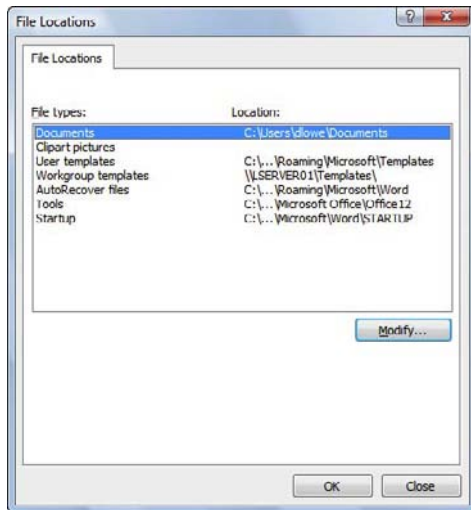 File Locations
File Locations
File types: Location:
Documents C:\Users\dlowe\Documents
Clipart pictures
User templates C:\...\Roaming\Microsoft\Templates
Workgroup templates \\LSERVER01\Templates\
AutoRecover files C:\...\Roaming\Microsoft\Word
Tools C:\...\Microsoft Office\Office12
Startup C:\...\Microsoft\Word\STARTUP
Modify...
OK Close